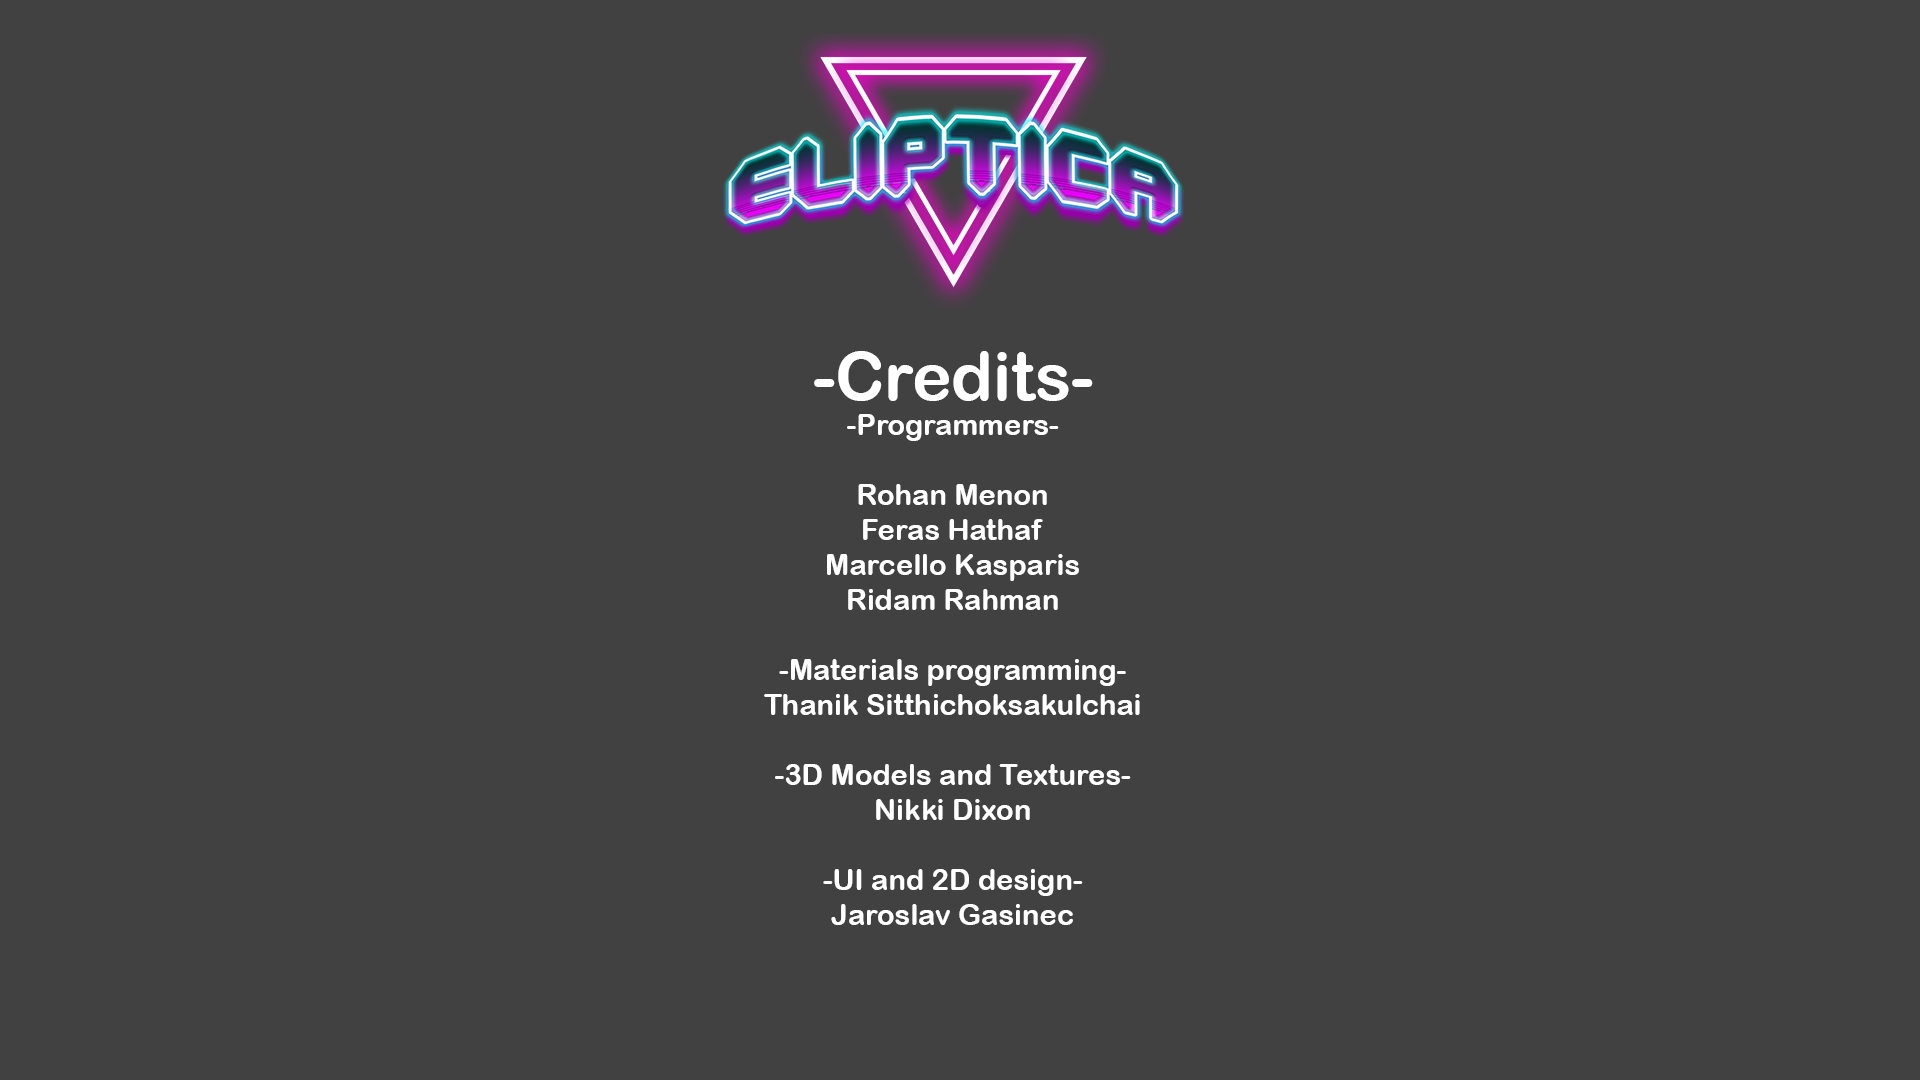 ELIPTICA
-Credits-
-Programmers-
Rohan Menon
Feras Hathaf
Marcello Kasparis
Ridam Rahman
-Materials programming-
Thanik Sitthichoksakulchai
-3D Models and Textures-
Nikki Dixon
-UI and 2D design-
Jaroslav Gasinec